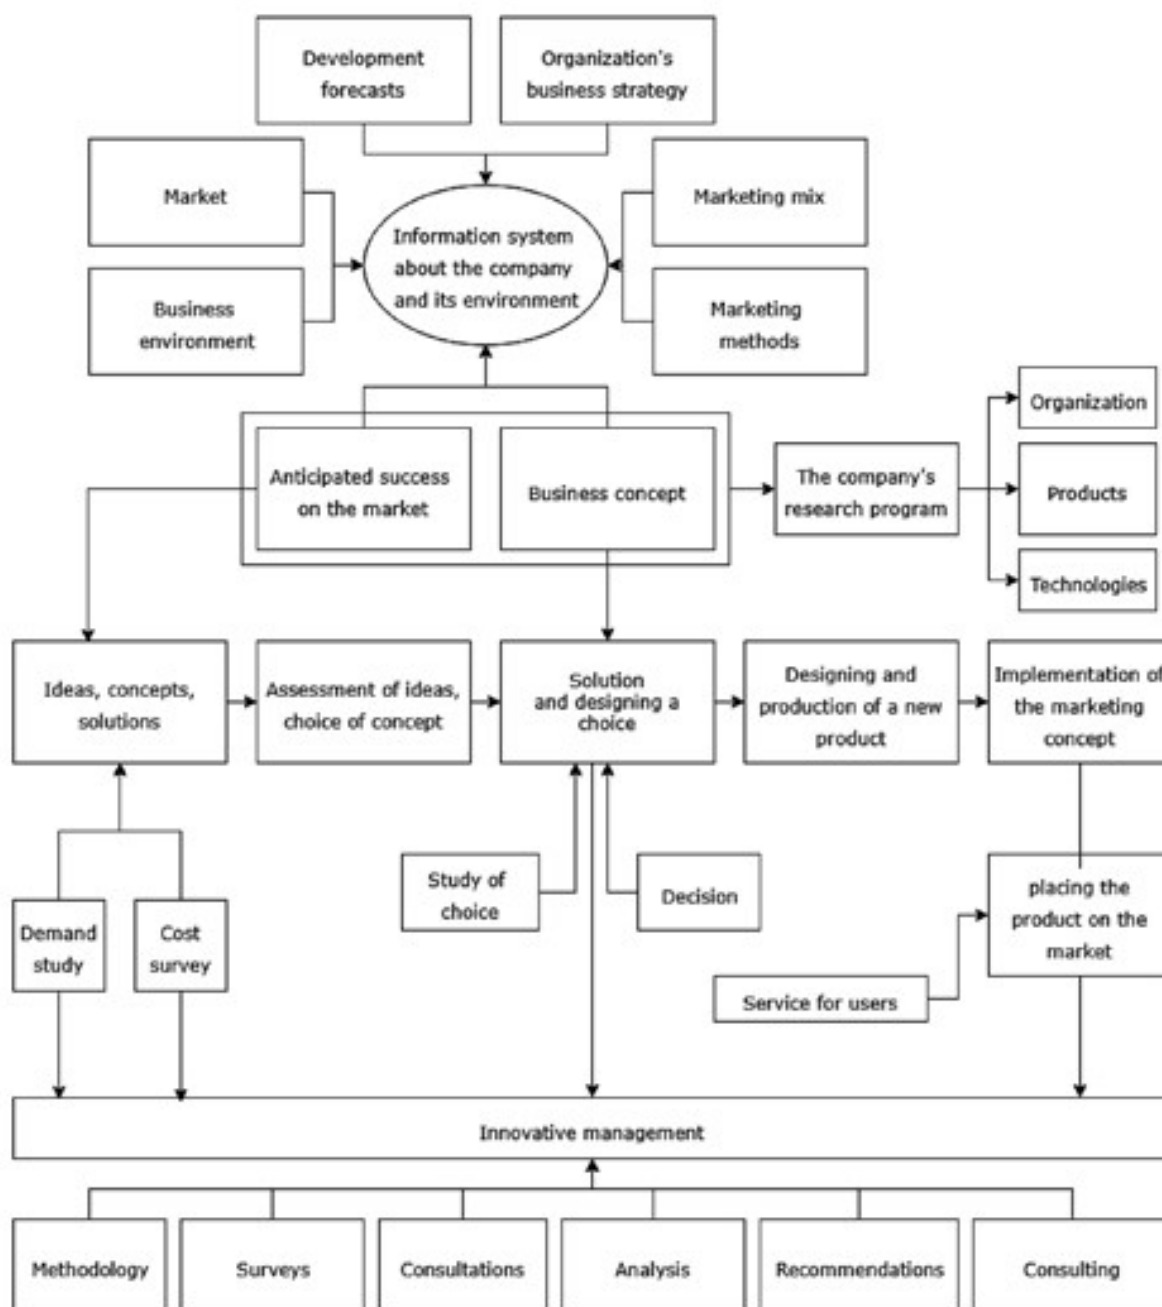 Development
forecasts
Organization's
business strategy
Market
Marketing mix
Information system
about the company
and its environment
Business
environment
Marketing
methods
Organization
Anticipated success
on the market
Business concept
The company's
research program
Products
Technologies
Ideas, concepts,
solutions
Assessment of ideas,
choice of concept
Solution
and designing a
choice
Designing and
production of a new
product
Implementation of
the marketing
concept
Study of
choice
Decision
placing the
product on the
market
Demand
study
Cost
survey
Service for users
Innovative management
Methodology
Surveys
Consultations
Analysis
Recommendations
Consulting